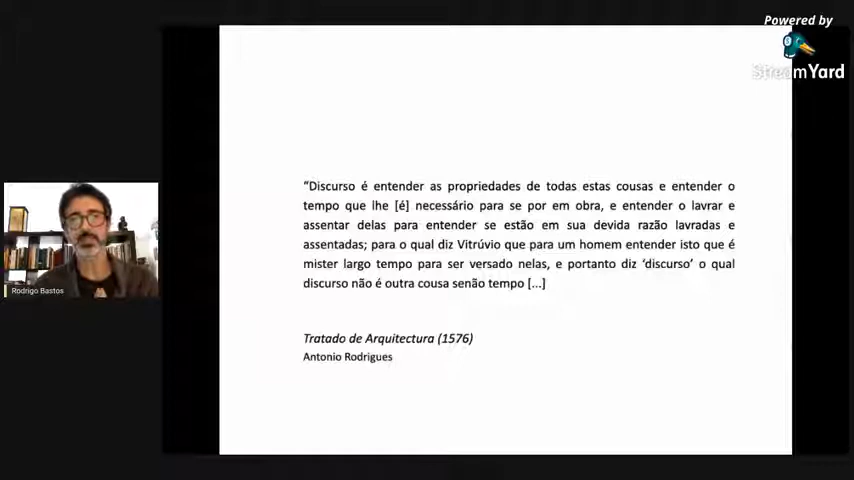 Powered by
StreamYard
“Discurso é entender as propriedades de todas estas cousas e entender o
tempo que lhe [é] necessário para se por em obra, e entender o lavrar e
assentar delas para entender se estão em sua devida razão lavradas e
assentadas; para o qual diz Vitrúvio que para um homem entender isto que é
mister largo tempo para ser versado nelas, e portanto diz ‘discurso’ o qual
discurso não é outra cousa senão tempo [...]
Rodrigo Bastos
Tratado de Arquitectura (1576)
Antonio Rodrigues